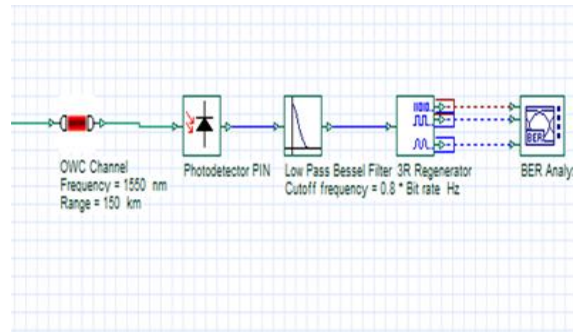 OWC Channel
Frequency = 1550 nm
Range = 150 km
Photodetector PIN
Low Pass Bessel Filter
Cutoff frequency = 0.8 * Bit rate Hz
3R Regenerator
BER
BER Analy